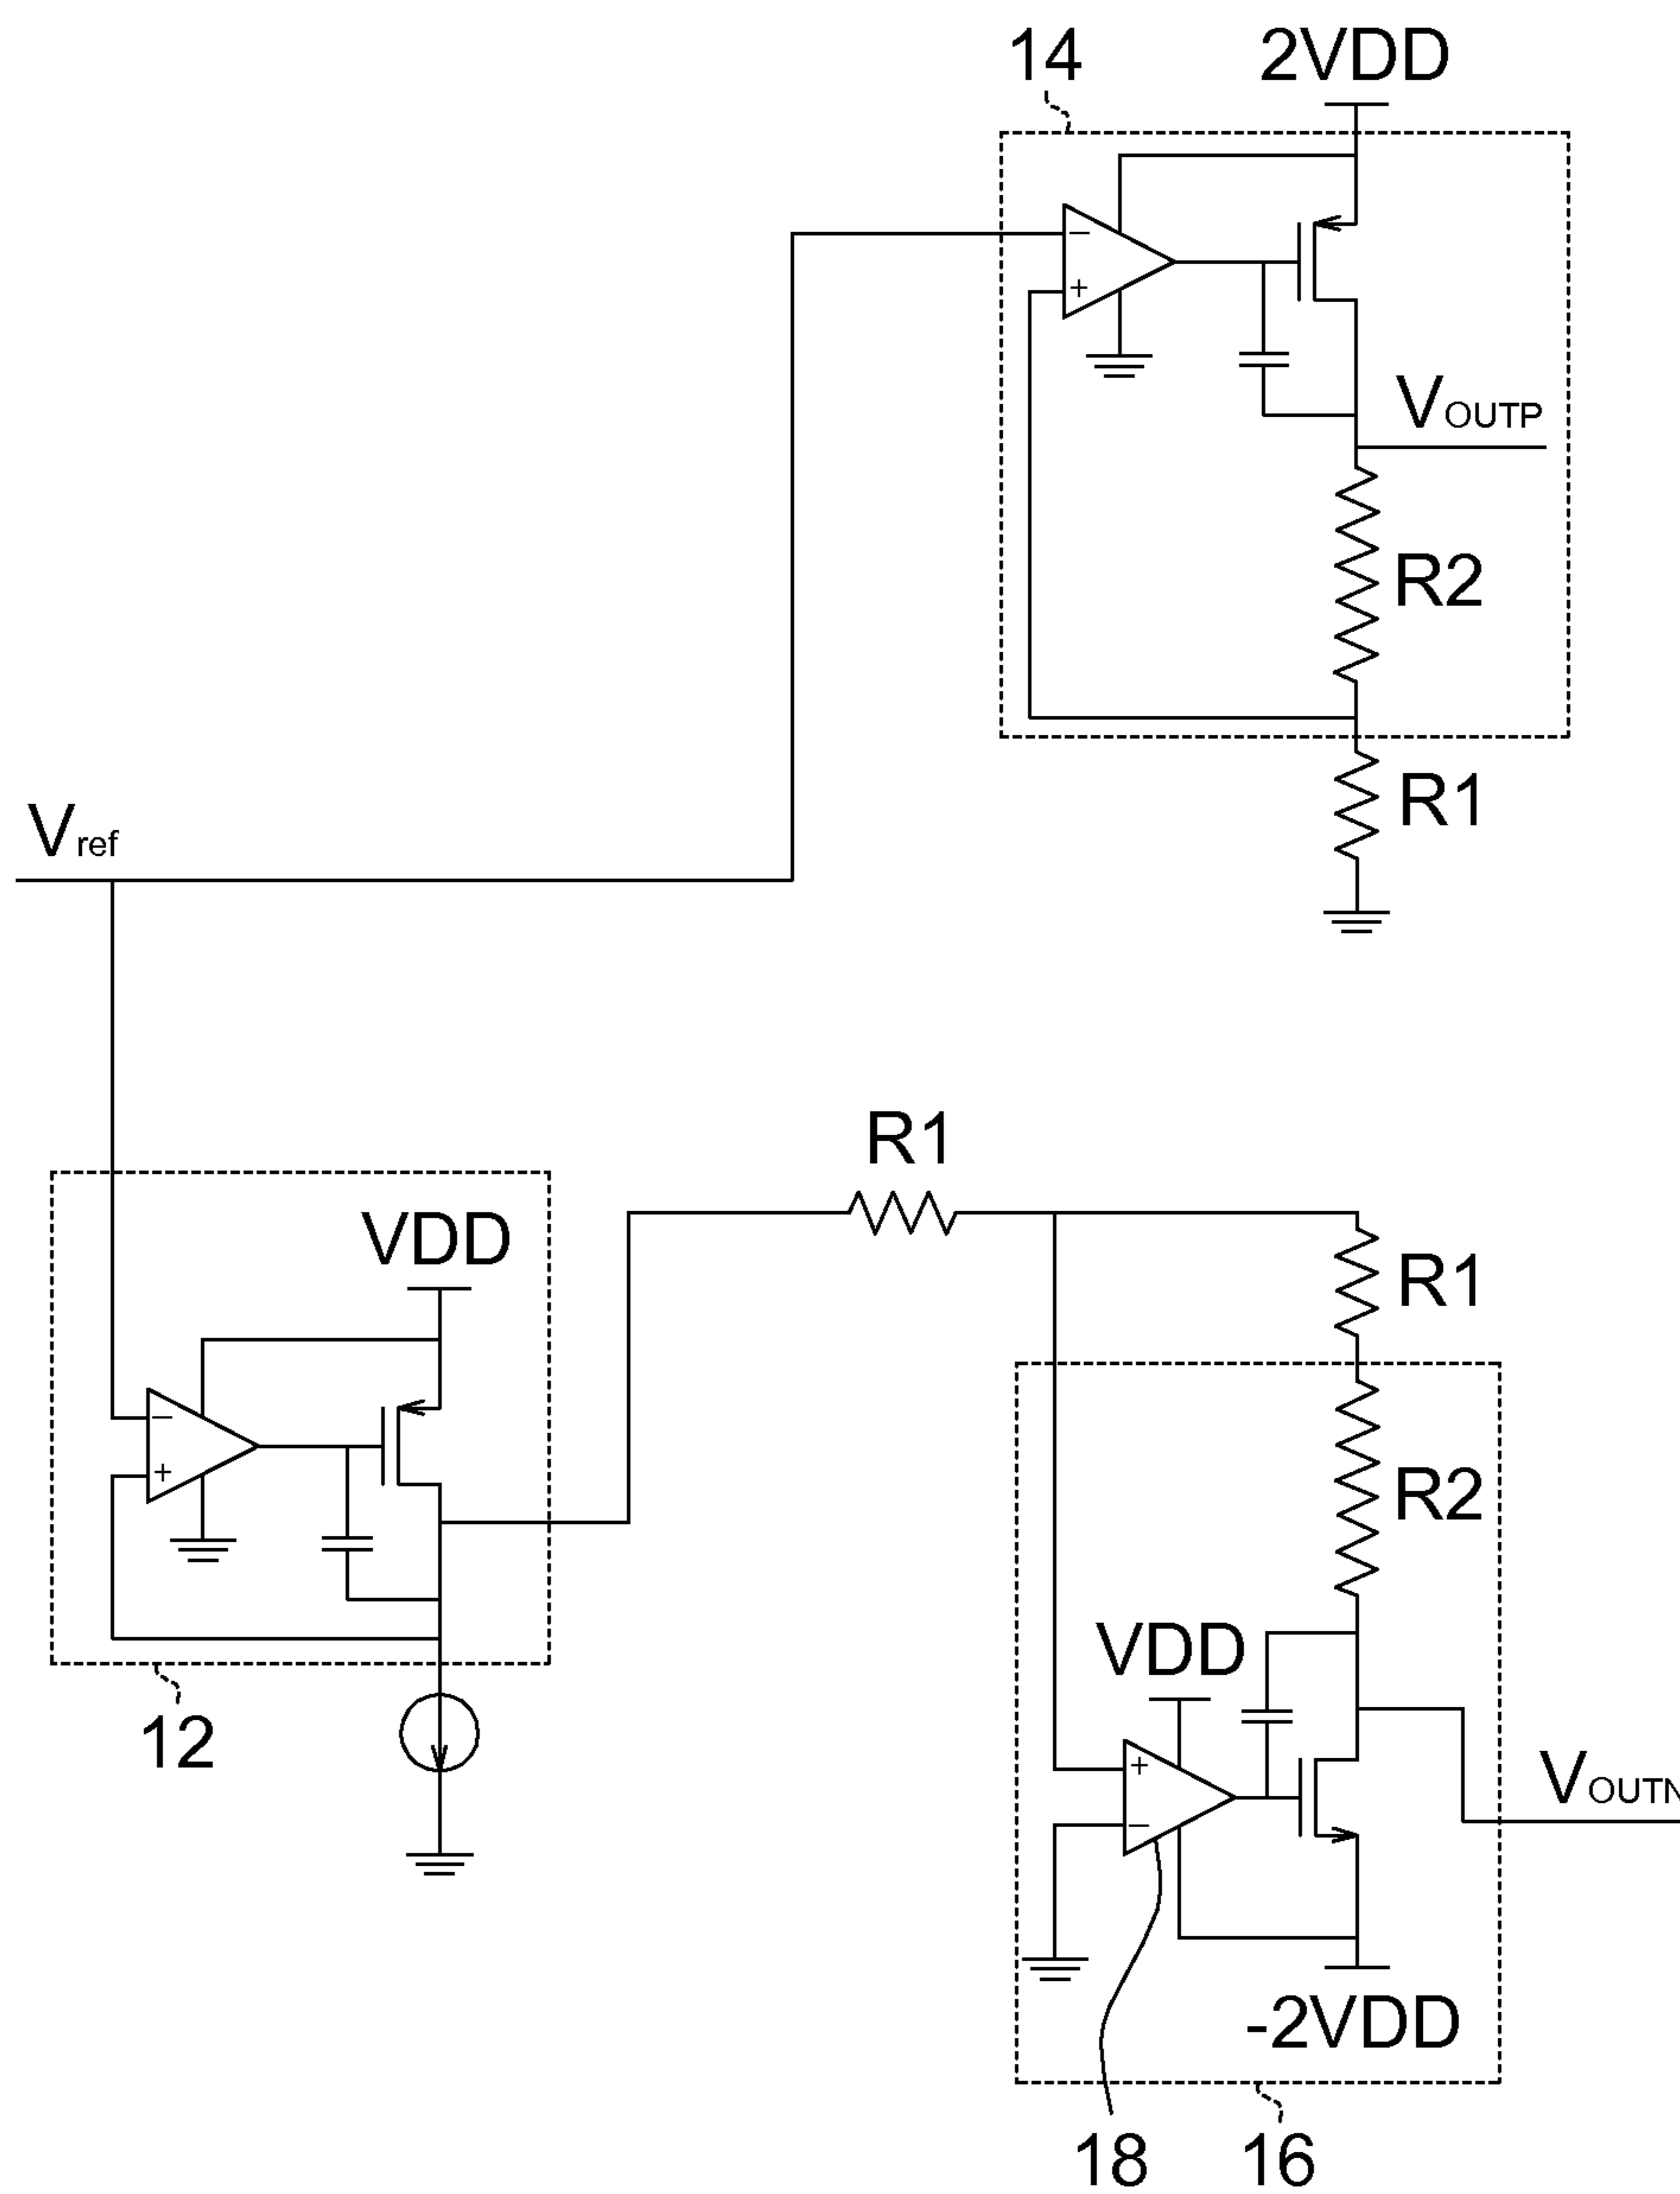 14
2VDD
−
+
VOUTP
R2
R1
Vref
R1
VDD
R1
−
+
R2
VDD
12
+
−
VOUTN
-2VDD
18
16